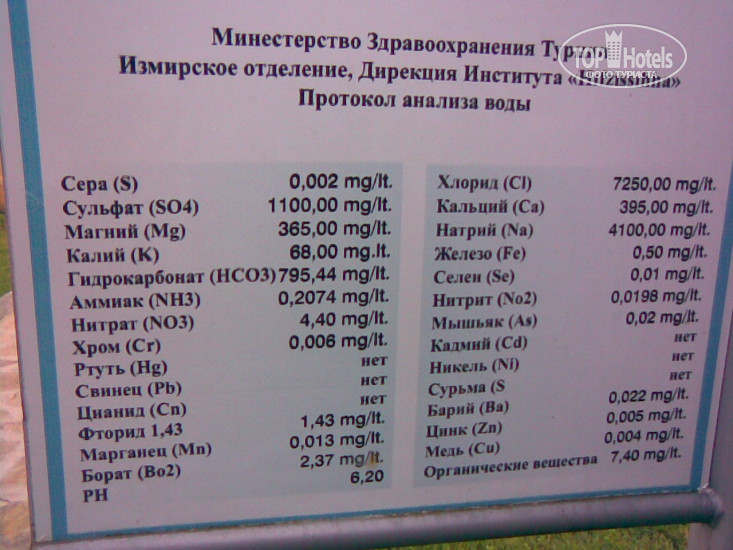 Минестерство Здравоохранения
Измирское отделение, Дирекция Института
Протокол анализа воды
TOP Hotels
ФОТО ТУРИСТА
Сера (S) 0,002 mg/lt.
Сульфат (SO4) 1100,00 mg/lt.
Магний (Mg) 365,00 mg/lt.
Калий (K) 68,00 mg.lt.
Гидрокарбонат (HCO3) 795,44 mg/lt.
Аммиак (NH3) 0,2074 mg/lt.
Нитрат (NO3) 4,40 mg/lt.
Хром (Cr) 0,006 mg/lt.
Ртуть (Hg) нет
Свинец (Pb) нет
Цианид (Cn) нет
Фторид 1,43 1,43 mg/lt.
Марганец (Mn) 0,013 mg/lt.
Борат (Bo2) 2,37 mg/lt.
PH 6,20
Хлорид (Cl) 7250,00 mg/lt.
Кальций (Ca) 395,00 mg/lt.
Натрий (Na) 4100,00 mg/lt.
Железо (Fe) 0,50 mg/lt.
Селен (Se) 0,01 mg/lt.
Нитрит (No2) 0,0198 mg/lt.
Мышьяк (As) 0,02 mg/lt.
Кадмий (Cd) нет
Никель (Ni) нет
Сурьма (S нет
Барий (Ba) 0,022 mg/lt.
Цинк (Zn) 0,005 mg/lt.
Медь (Cu) 0,004 mg/lt.
Органические вещества 7,40 mg/lt.